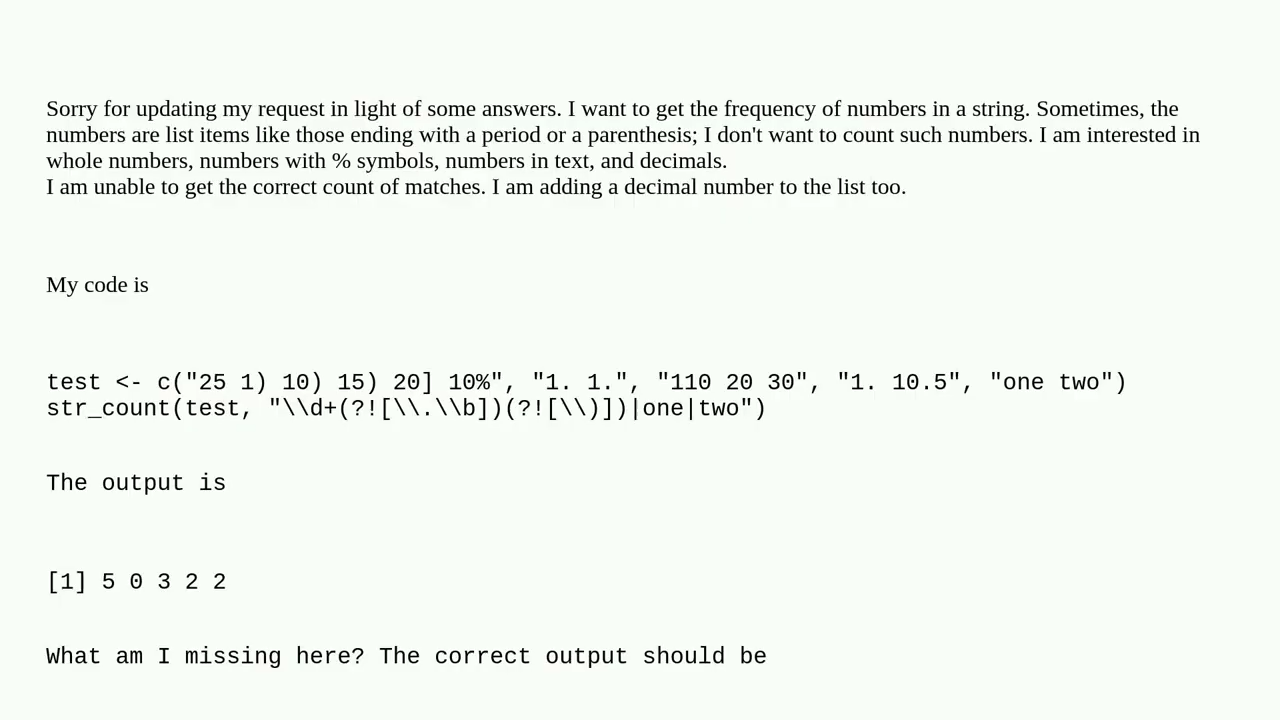 Sorry for updating my request in light of some answers. I want to get the frequency of numbers in a string. Sometimes, the
numbers are list items like those ending with a period or a parenthesis; I don't want to count such numbers. I am interested in
whole numbers, numbers with % symbols, numbers in text, and decimals.
I am unable to get the correct count of matches. I am adding a decimal number to the list too.
My code is
test <- c("25 1) 10) 15) 20] 10%", "1. 1.", "110 20 30", "1. 10.5", "one two")
str_count(test, "\\d+(?![\\.\\b])(?![\\)])|one|two")
The output is
[1] 5 0 3 2 2
What am I missing here? The correct output should be